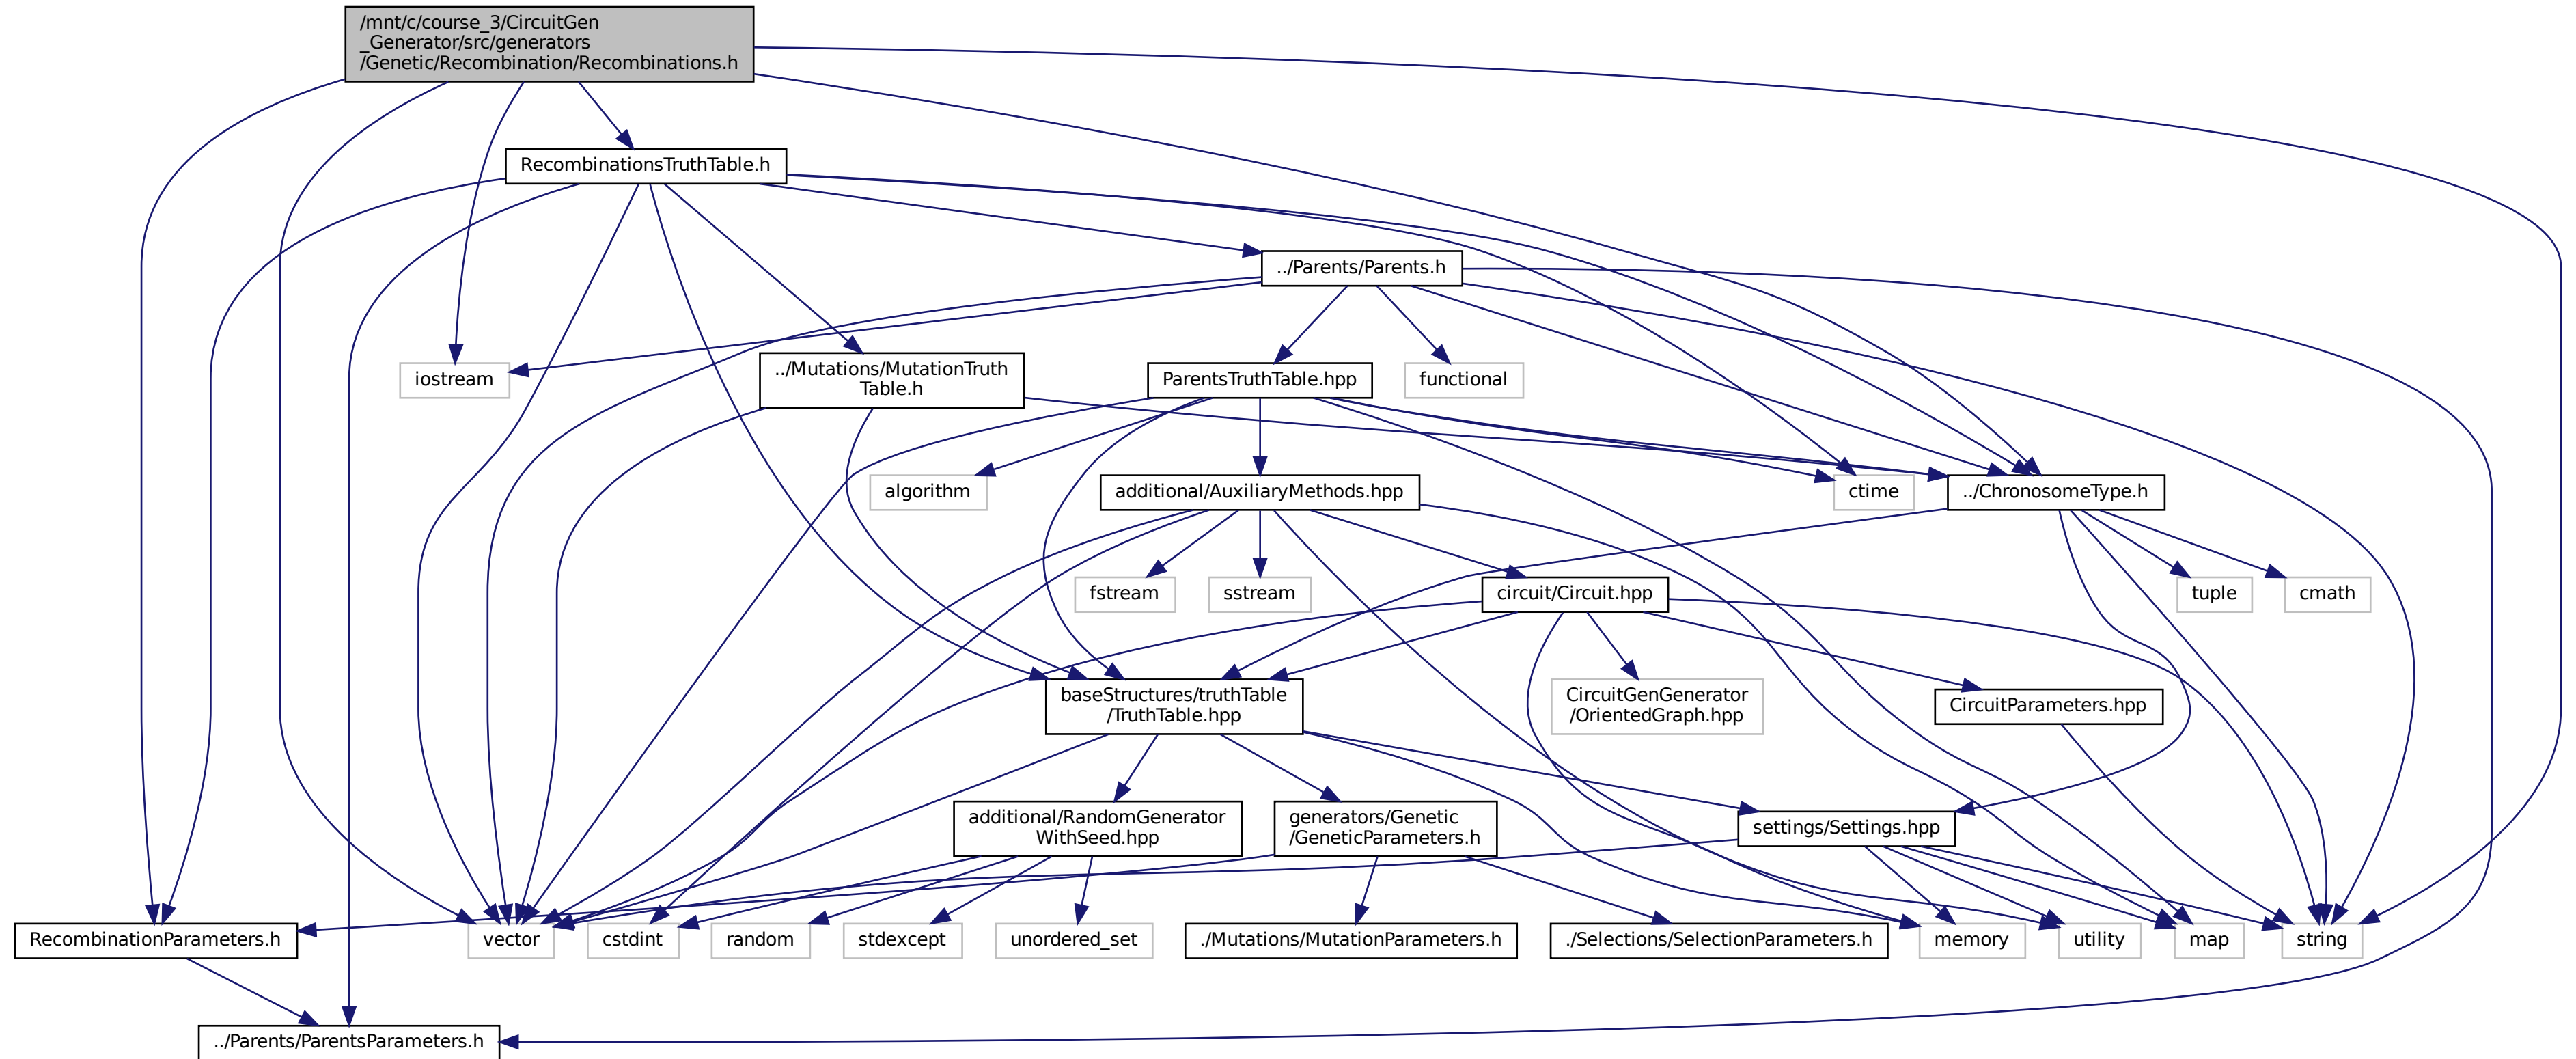 /mnt/c/course_3/CircuitGen
_Generator/src/generators
/Genetic/Recombination/Recombinations.h
RecombinationsTruthTable.h
../Parents/Parents.h
iostream
../Mutations/MutationTruth
Table.h
ParentsTruthTable.hpp
functional
algorithm
additional/AuxiliaryMethods.hpp
ctime
../ChronosomeType.h
fstream
sstream
circuit/Circuit.hpp
tuple
cmath
baseStructures/truthTable
/TruthTable.hpp
CircuitGenGenerator
/OrientedGraph.hpp
CircuitParameters.hpp
additional/RandomGenerator
WithSeed.hpp
generators/Genetic
/GeneticParameters.h
settings/Settings.hpp
RecombinationParameters.h
vector
cstdint
random
stdexcept
unordered_set
./Mutations/MutationParameters.h
./Selections/SelectionParameters.h
memory
utility
map
string
../Parents/ParentsParameters.h